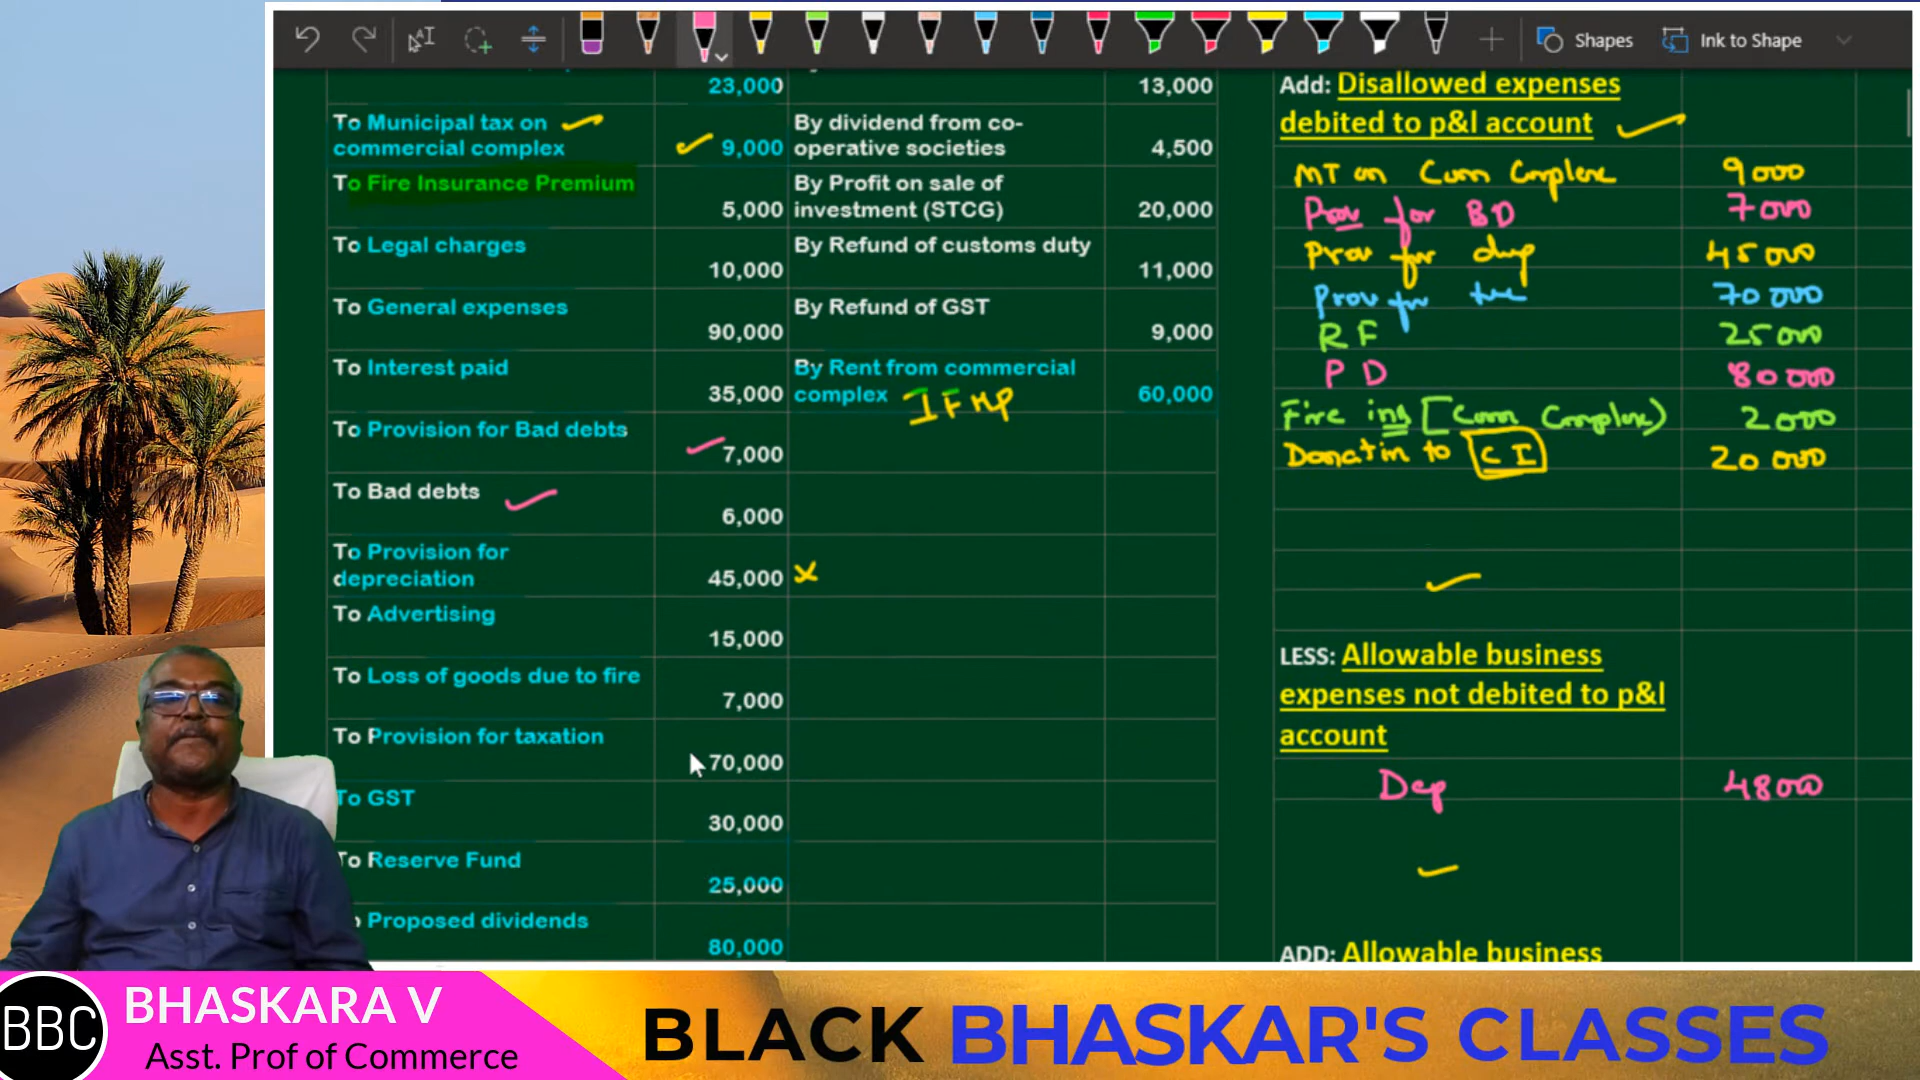 Shapes
Ink to Shape
23,000
13,000
To Municipal tax on
commercial complex
9,000
By dividend from co-
operative societies
4,500
To Fire Insurance Premium
5,000
By Profit on sale of
investment (STCG)
20,000
To Legal charges
10,000
By Refund of customs duty
11,000
To General expenses
90,000
By Refund of GST
9,000
To Interest paid
35,000
By Rent from commercial
complex
IFHP
60,000
To Provision for Bad debts
7,000
To Bad debts
6,000
To Provision for
depreciation
45,000
To Advertising
15,000
To Loss of goods due to fire
7,000
To Provision for taxation
70,000
To GST
30,000
To Reserve Fund
25,000
Proposed dividends
80,000
Add: Disallowed expenses
debited to p&l account
MT on Com Complex 9000
Prov for BD 7000
Prov for dep 45000
Prov for tax 70000
RF 25000
PD 80000
Fire ins [Com Complex) 2000
Donatin to CI 20000
LESS: Allowable business
expenses not debited to p&l
account
Dep 48000
ADD: Allowable business
BBC
BHASKARA V
Asst. Prof of Commerce
BLACK BHASKAR'S CLASSES